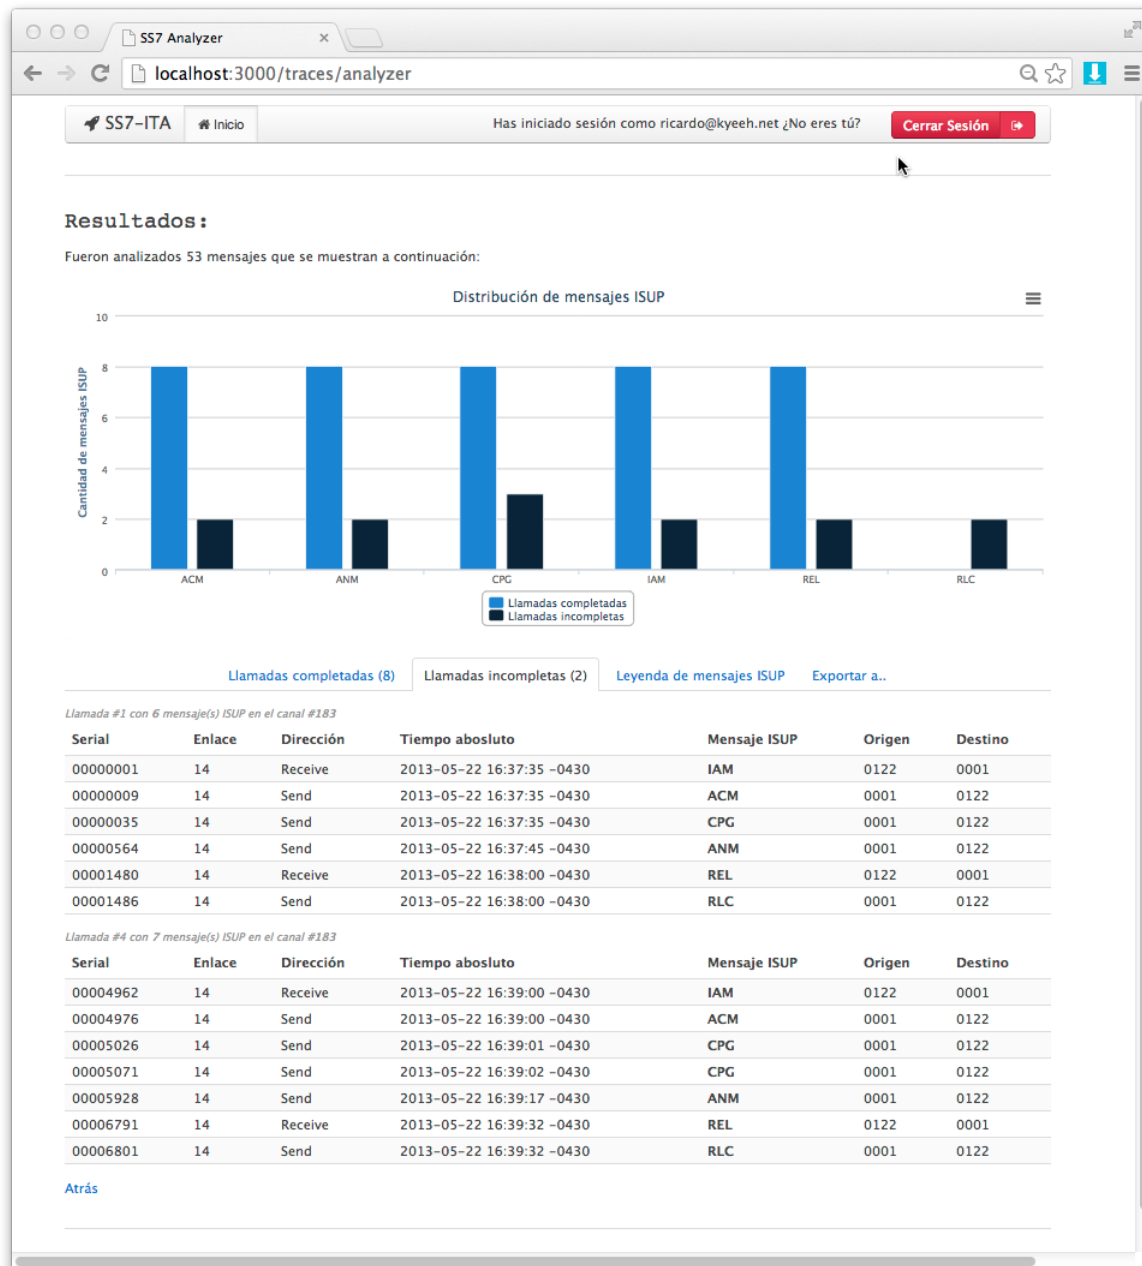 SS7 Analyzer
localhost:3000/traces/analyzer
SS7-ITA Inicio Has iniciado sesión como ricardo@kyeeh.net ¿No eres tú? Cerrar Sesión
Resultados:
Fueron analizados 53 mensajes que se muestran a continuación:
Distribución de mensajes ISUP
Cantidad de mensajes ISUP
10
8
6
4
2
0
ACM ANM CPG IAM REL RLC
Llamadas completadas
Llamadas incompletas
Llamadas completadas (8) Llamadas incompletas (2) Leyenda de mensajes ISUP Exportar a..
Llamada #1 con 6 mensaje(s) ISUP en el canal #183
Serial Enlace Dirección Tiempo abosluto Mensaje ISUP Origen Destino
00000001 14 Receive 2013-05-22 16:37:35 -0430 IAM 0122 0001
00000009 14 Send 2013-05-22 16:37:35 -0430 ACM 0001 0122
00000035 14 Send 2013-05-22 16:37:35 -0430 CPG 0001 0122
00000564 14 Send 2013-05-22 16:37:45 -0430 ANM 0001 0122
00001480 14 Receive 2013-05-22 16:38:00 -0430 REL 0122 0001
00001486 14 Send 2013-05-22 16:38:00 -0430 RLC 0001 0122
Llamada #4 con 7 mensaje(s) ISUP en el canal #183
Serial Enlace Dirección Tiempo abosluto Mensaje ISUP Origen Destino
00004962 14 Receive 2013-05-22 16:39:00 -0430 IAM 0122 0001
00004976 14 Send 2013-05-22 16:39:00 -0430 ACM 0001 0122
00005026 14 Send 2013-05-22 16:39:01 -0430 CPG 0001 0122
00005071 14 Send 2013-05-22 16:39:02 -0430 CPG 0001 0122
00005928 14 Send 2013-05-22 16:39:17 -0430 ANM 0001 0122
00006791 14 Receive 2013-05-22 16:39:32 -0430 REL 0122 0001
00006801 14 Send 2013-05-22 16:39:32 -0430 RLC 0001 0122
Atrás